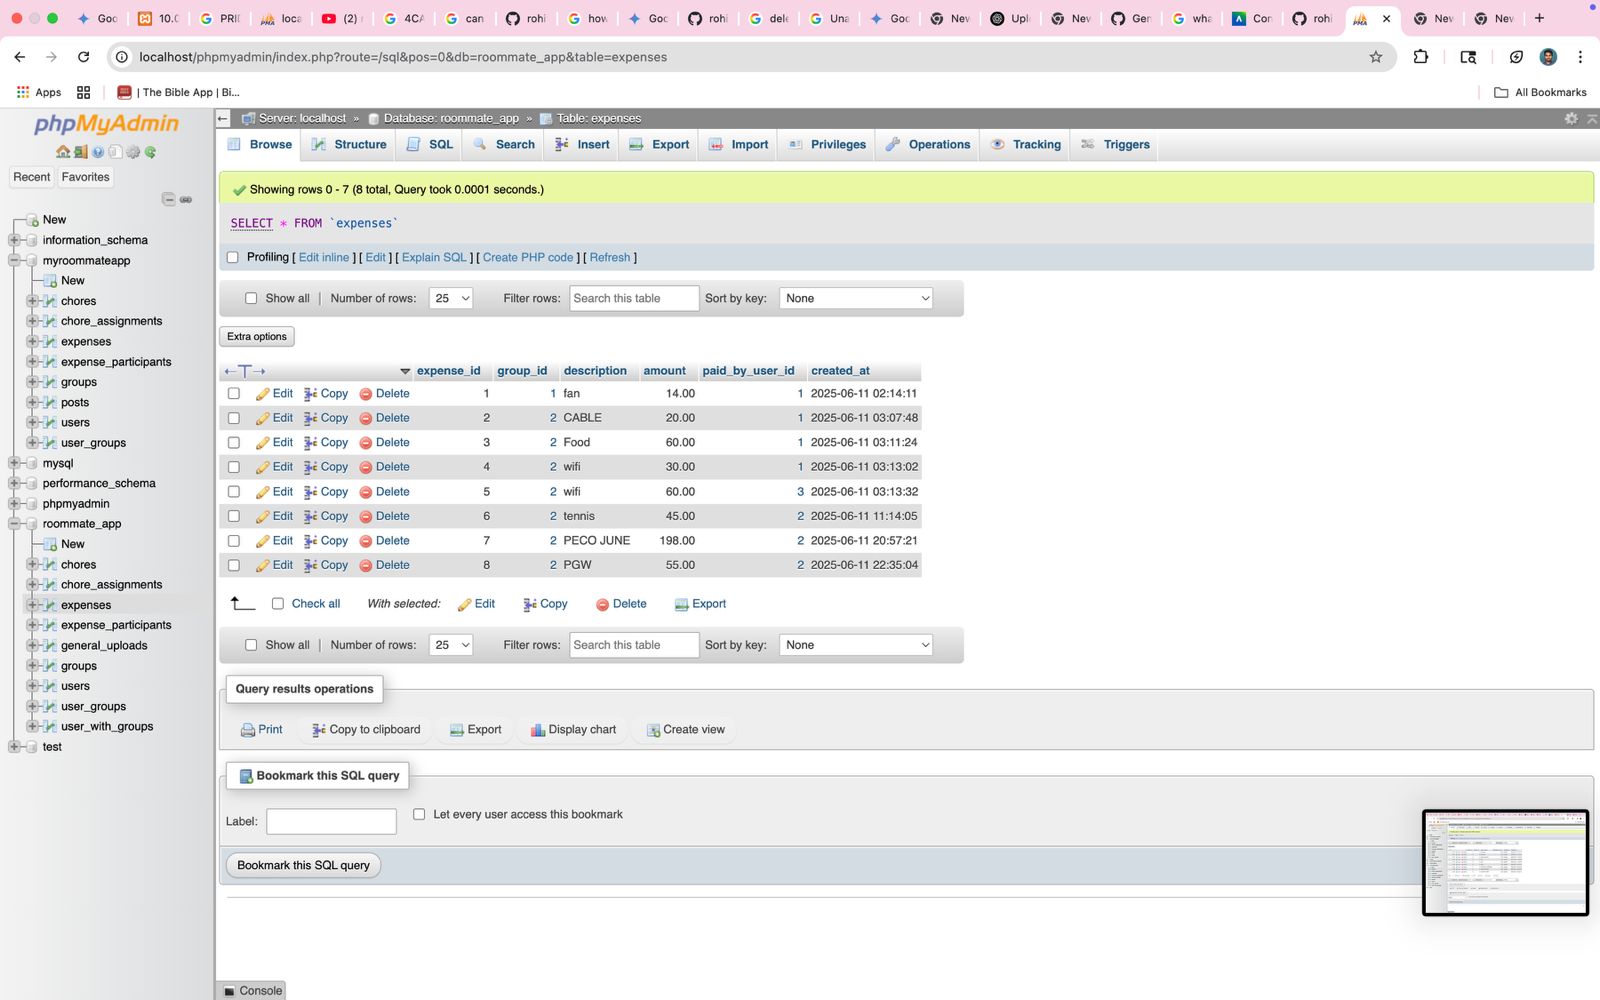 Goo
10.0
PRI
loca
(2)
4CA
can
rohi
how
Goo
rohi
dele
Una
Goo
Nev
Uplo
Nev
Ger
wha
Con
rohi
Nev
Nev
localhost/phpmyadmin/index.php?route=/sql&pos=0&db=roommate_app&table=expenses
Apps
| The Bible App | Bi...
All Bookmarks
phpMyAdmin
Recent
Favorites
New
information_schema
myroommateapp
New
chores
chore_assignments
expenses
expense_participants
groups
posts
users
user_groups
mysql
performance_schema
phpmyadmin
roommate_app
New
chores
chore_assignments
expenses
expense_participants
general_uploads
groups
users
user_groups
user_with_groups
test
Server: localhost » Database: roommate_app » Table: expenses
Browse Structure SQL Search Insert Export Import Privileges Operations Tracking Triggers
Showing rows 0 - 7 (8 total, Query took 0.0001 seconds.)
SELECT * FROM `expenses`
Profiling [ Edit inline ] [ Edit ] [ Explain SQL ] [ Create PHP code ] [ Refresh ]
Show all | Number of rows: 25 Filter rows: Search this table Sort by key: None
Extra options
expense_id group_id description amount paid_by_user_id created_at
Edit Copy Delete 1 1 fan 14.00 1 2025-06-11 02:14:11
Edit Copy Delete 2 2 CABLE 20.00 1 2025-06-11 03:07:48
Edit Copy Delete 3 2 Food 60.00 1 2025-06-11 03:11:24
Edit Copy Delete 4 2 wifi 30.00 1 2025-06-11 03:13:02
Edit Copy Delete 5 2 wifi 60.00 3 2025-06-11 03:13:32
Edit Copy Delete 6 2 tennis 45.00 2 2025-06-11 11:14:05
Edit Copy Delete 7 2 PECO JUNE 198.00 2 2025-06-11 20:57:21
Edit Copy Delete 8 2 PGW 55.00 2 2025-06-11 22:35:04
Check all With selected: Edit Copy Delete Export
Show all | Number of rows: 25 Filter rows: Search this table Sort by key: None
Query results operations
Print Copy to clipboard Export Display chart Create view
Bookmark this SQL query
Label: Let every user access this bookmark
Bookmark this SQL query
Console